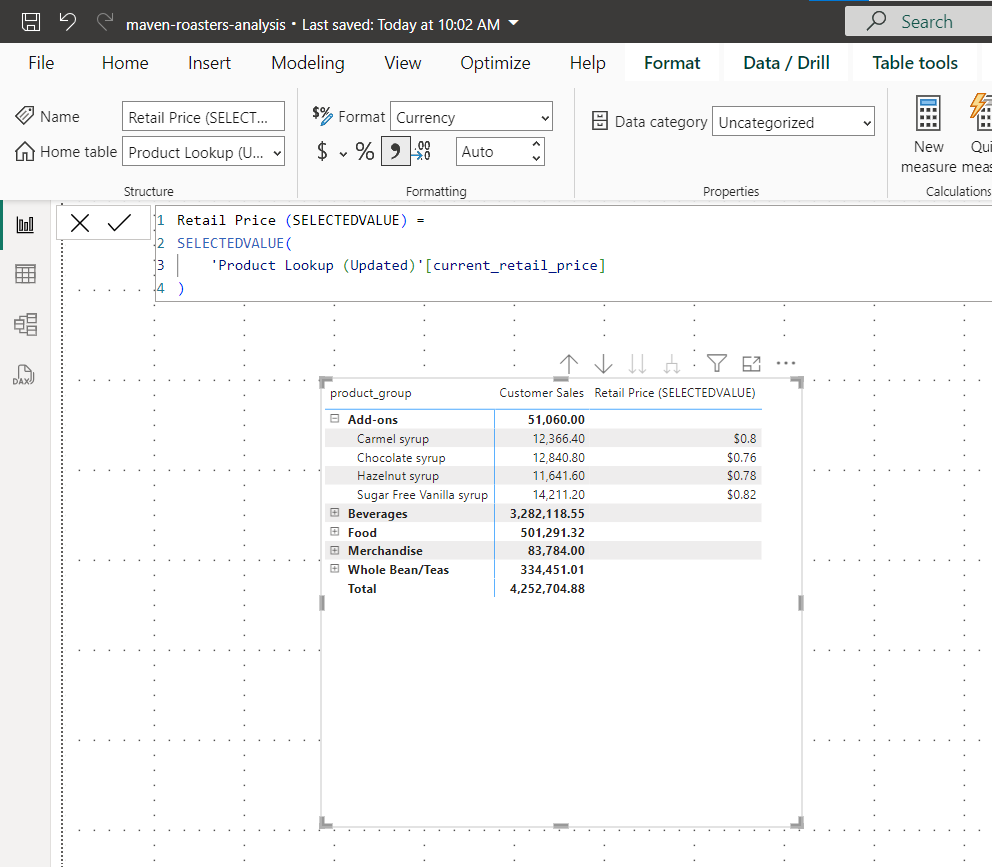 maven-roasters-analysis • Last saved: Today at 10:02 AM Search
File Home Insert Modeling View Optimize Help Format Data / Drill Table tools
Name Retail Price (SELECT... $% Format Currency Data category Uncategorized
Home table Product Lookup (U... $ % , .00 Auto
New measure
Qui
meas
Structure Formatting Properties Calculations
1 Retail Price (SELECTEDVALUE) =
2 SELECTEDVALUE(
3 'Product Lookup (Updated)'[current_retail_price]
4 )
DAX
product_group Customer Sales Retail Price (SELECTEDVALUE)
Add-ons 51,060.00
Carmel syrup 12,366.40 $0.8
Chocolate syrup 12,840.80 $0.76
Hazelnut syrup 11,641.60 $0.78
Sugar Free Vanilla syrup 14,211.20 $0.82
Beverages 3,282,118.55
Food 501,291.32
Merchandise 83,784.00
Whole Bean/Teas 334,451.01
Total 4,252,704.88